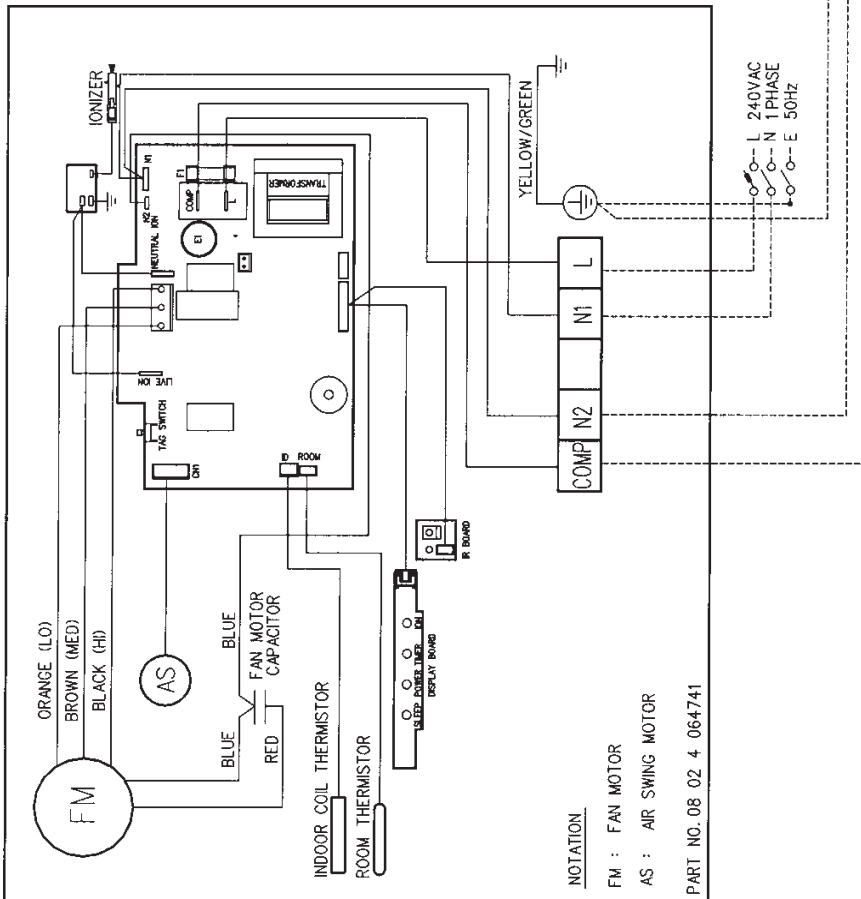 ORANGE (LO)
BROWN (MED)
BLACK (HI)
FM
AS
BLUE
BLUE
RED
FAN MOTOR
CAPACITOR
INDOOR COIL THERMISTOR
ROOM THERMISTOR
IONIZER
N1
N2
NEUTRAL ION
LIVE ION
TAG SWITCH
CN1
F1
COMP
L
E1
TRANSFORMER
ID
ROOM
IR BOARD
SLEEP POWER TIMER ION
DISPLAY BOARD
YELLOW/GREEN
COMP N2 N1 L
L 240VAC
N 1PHASE
E 50Hz
NOTATION
FM : FAN MOTOR
AS : AIR SWING MOTOR
PART NO. 08 02 4 064741